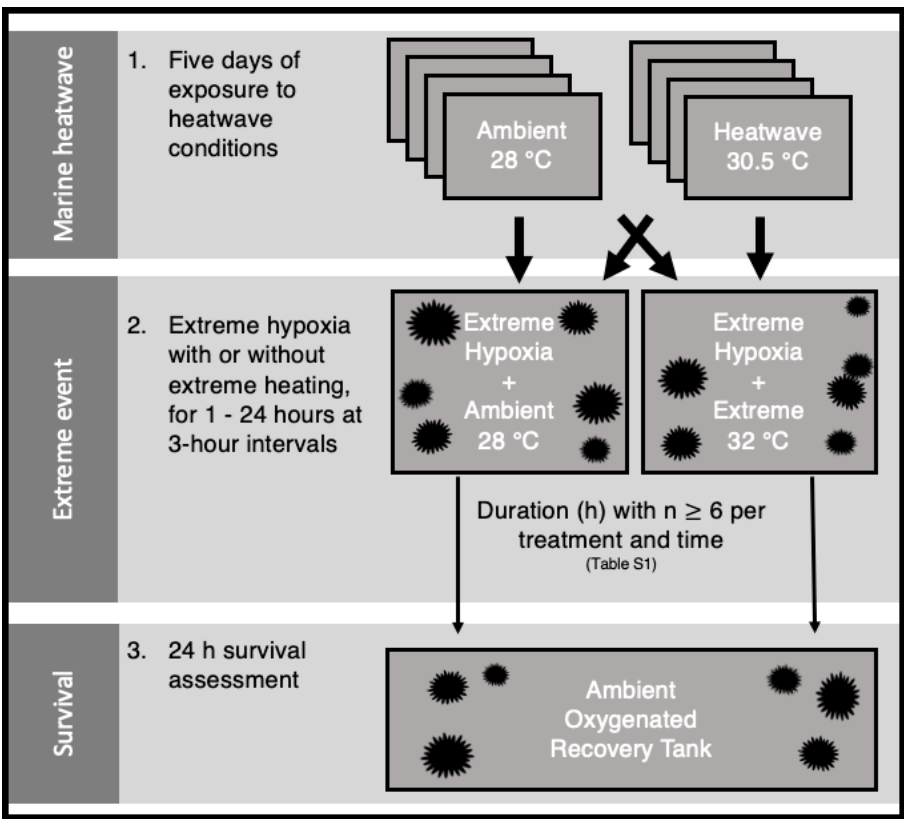 Marine heatwave
1. Five days of
exposure to
heatwave
conditions
Ambient
28 °C
Heatwave
30.5 °C
Extreme event
2. Extreme hypoxia
with or without
extreme heating,
for 1 - 24 hours at
3-hour intervals
Extreme
Hypoxia
+
Ambient
28 °C
Extreme
Hypoxia
+
Extreme
32 °C
Duration (h) with n ≥ 6 per
treatment and time
(Table S1)
Survival
3. 24 h survival
assessment
Ambient
Oxygenated
Recovery Tank